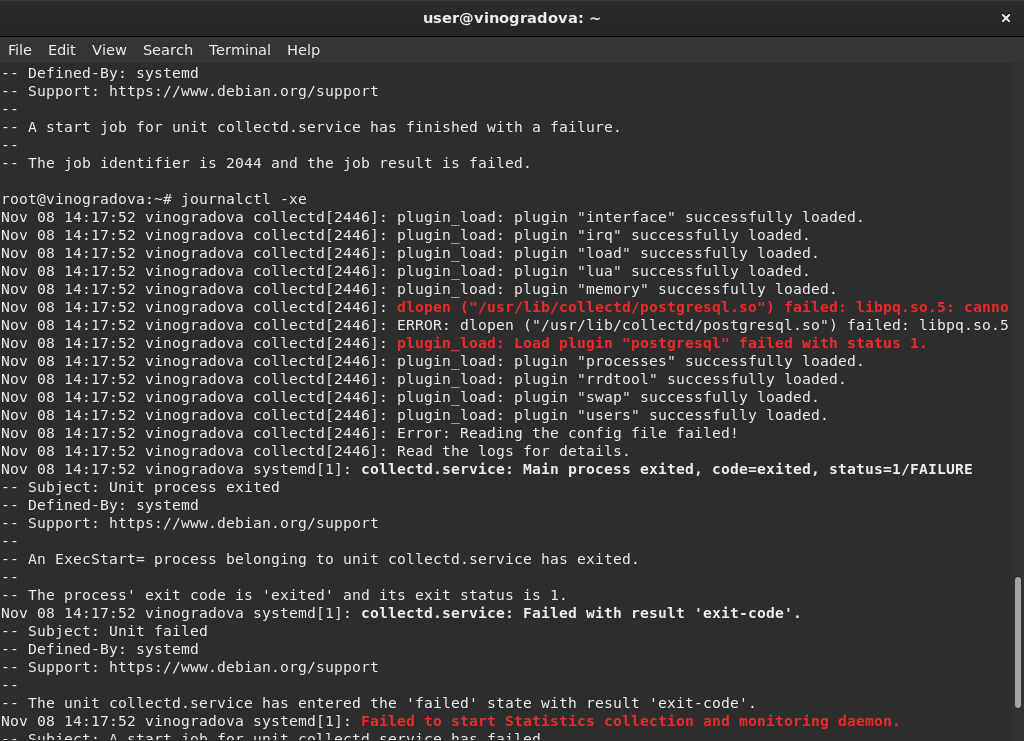 user@vinogradova: ~
File Edit View Search Terminal Help
-- Defined-By: systemd
-- Support: https://www.debian.org/support
--
-- A start job for unit collectd.service has finished with a failure.
--
-- The job identifier is 2044 and the job result is failed.
root@vinogradova:~# journalctl -xe
Nov 08 14:17:52 vinogradova collectd[2446]: plugin_load: plugin "interface" successfully loaded.
Nov 08 14:17:52 vinogradova collectd[2446]: plugin_load: plugin "irq" successfully loaded.
Nov 08 14:17:52 vinogradova collectd[2446]: plugin_load: plugin "load" successfully loaded.
Nov 08 14:17:52 vinogradova collectd[2446]: plugin_load: plugin "lua" successfully loaded.
Nov 08 14:17:52 vinogradova collectd[2446]: plugin_load: plugin "memory" successfully loaded.
Nov 08 14:17:52 vinogradova collectd[2446]: dlopen ("/usr/lib/collectd/postgresql.so") failed: libpq.so.5: canno
Nov 08 14:17:52 vinogradova collectd[2446]: ERROR: dlopen ("/usr/lib/collectd/postgresql.so") failed: libpq.so.5
Nov 08 14:17:52 vinogradova collectd[2446]: plugin_load: Load plugin "postgresql" failed with status 1.
Nov 08 14:17:52 vinogradova collectd[2446]: plugin_load: plugin "processes" successfully loaded.
Nov 08 14:17:52 vinogradova collectd[2446]: plugin_load: plugin "rrdtool" successfully loaded.
Nov 08 14:17:52 vinogradova collectd[2446]: plugin_load: plugin "swap" successfully loaded.
Nov 08 14:17:52 vinogradova collectd[2446]: plugin_load: plugin "users" successfully loaded.
Nov 08 14:17:52 vinogradova collectd[2446]: Error: Reading the config file failed!
Nov 08 14:17:52 vinogradova collectd[2446]: Read the logs for details.
Nov 08 14:17:52 vinogradova systemd[1]: collectd.service: Main process exited, code=exited, status=1/FAILURE
-- Subject: Unit process exited
-- Defined-By: systemd
-- Support: https://www.debian.org/support
--
-- An ExecStart= process belonging to unit collectd.service has exited.
--
-- The process' exit code is 'exited' and its exit status is 1.
Nov 08 14:17:52 vinogradova systemd[1]: collectd.service: Failed with result 'exit-code'.
-- Subject: Unit failed
-- Defined-By: systemd
-- Support: https://www.debian.org/support
--
-- The unit collectd.service has entered the 'failed' state with result 'exit-code'.
Nov 08 14:17:52 vinogradova systemd[1]: Failed to start Statistics collection and monitoring daemon.
-- Subject: A start job for unit collectd.service has failed